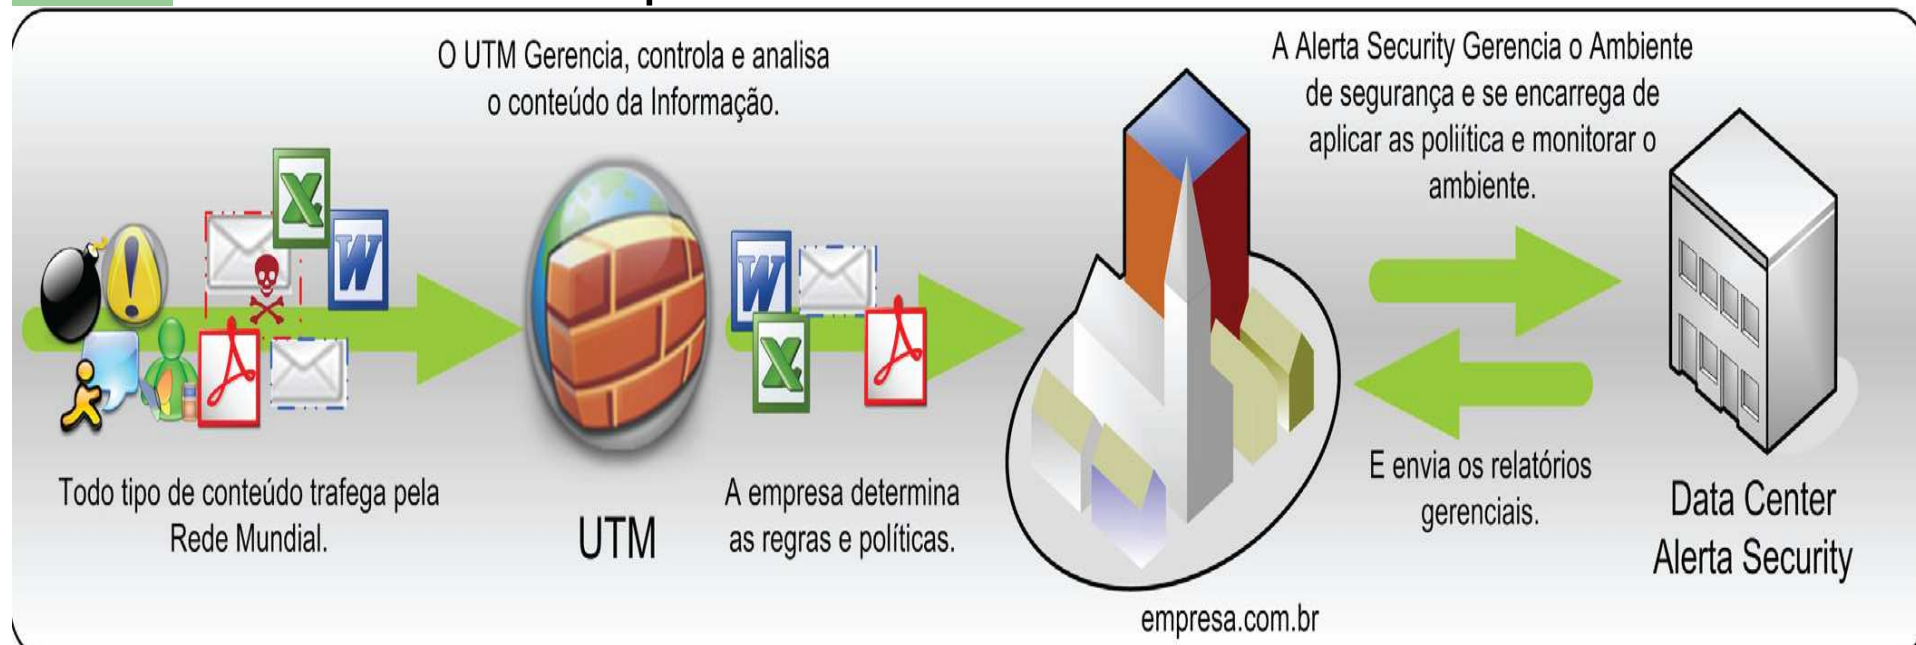 O UTM Gerencia, controla e analisa
o conteúdo da Informação.
A Alerta Security Gerencia o Ambiente
de segurança e se encarrega de
aplicar as poliítica e monitorar o
ambiente.
W
W
Todo tipo de conteúdo trafega pela
Rede Mundial.
UTM
A empresa determina
as regras e políticas.
E envia os relatórios
gerenciais.
Data Center
Alerta Security
empresa.com.br